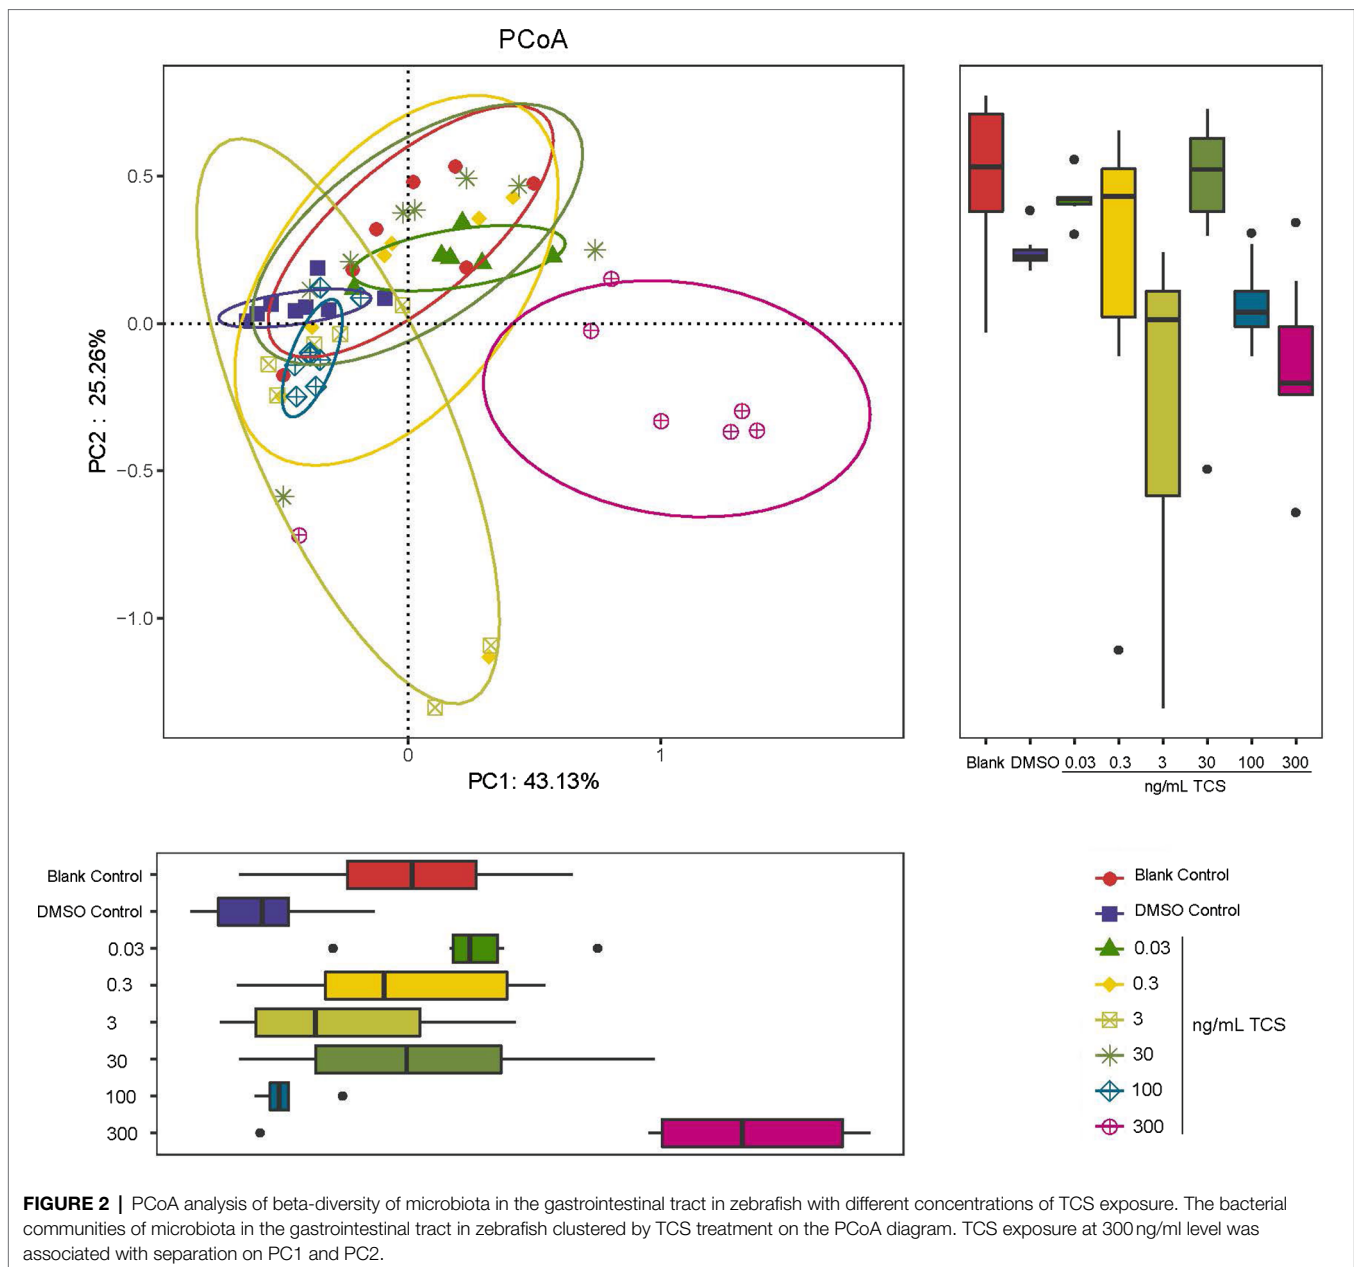 PCoA
0.5
0.0
−0.5
−1.0
PC2 : 25.26%
0 1
PC1: 43.13%
Blank DMSO 0.03 0.3 3 30 100 300
ng/mL TCS
Blank Control
DMSO Control
0.03
0.3
3
30
100
300
Blank Control
DMSO Control
0.03
0.3
3
30
100
300
ng/mL TCS
FIGURE 2 | PCoA analysis of beta-diversity of microbiota in the gastrointestinal tract in zebrafish with different concentrations of TCS exposure. The bacterial
communities of microbiota in the gastrointestinal tract in zebrafish clustered by TCS treatment on the PCoA diagram. TCS exposure at 300 ng/ml level was
associated with separation on PC1 and PC2.